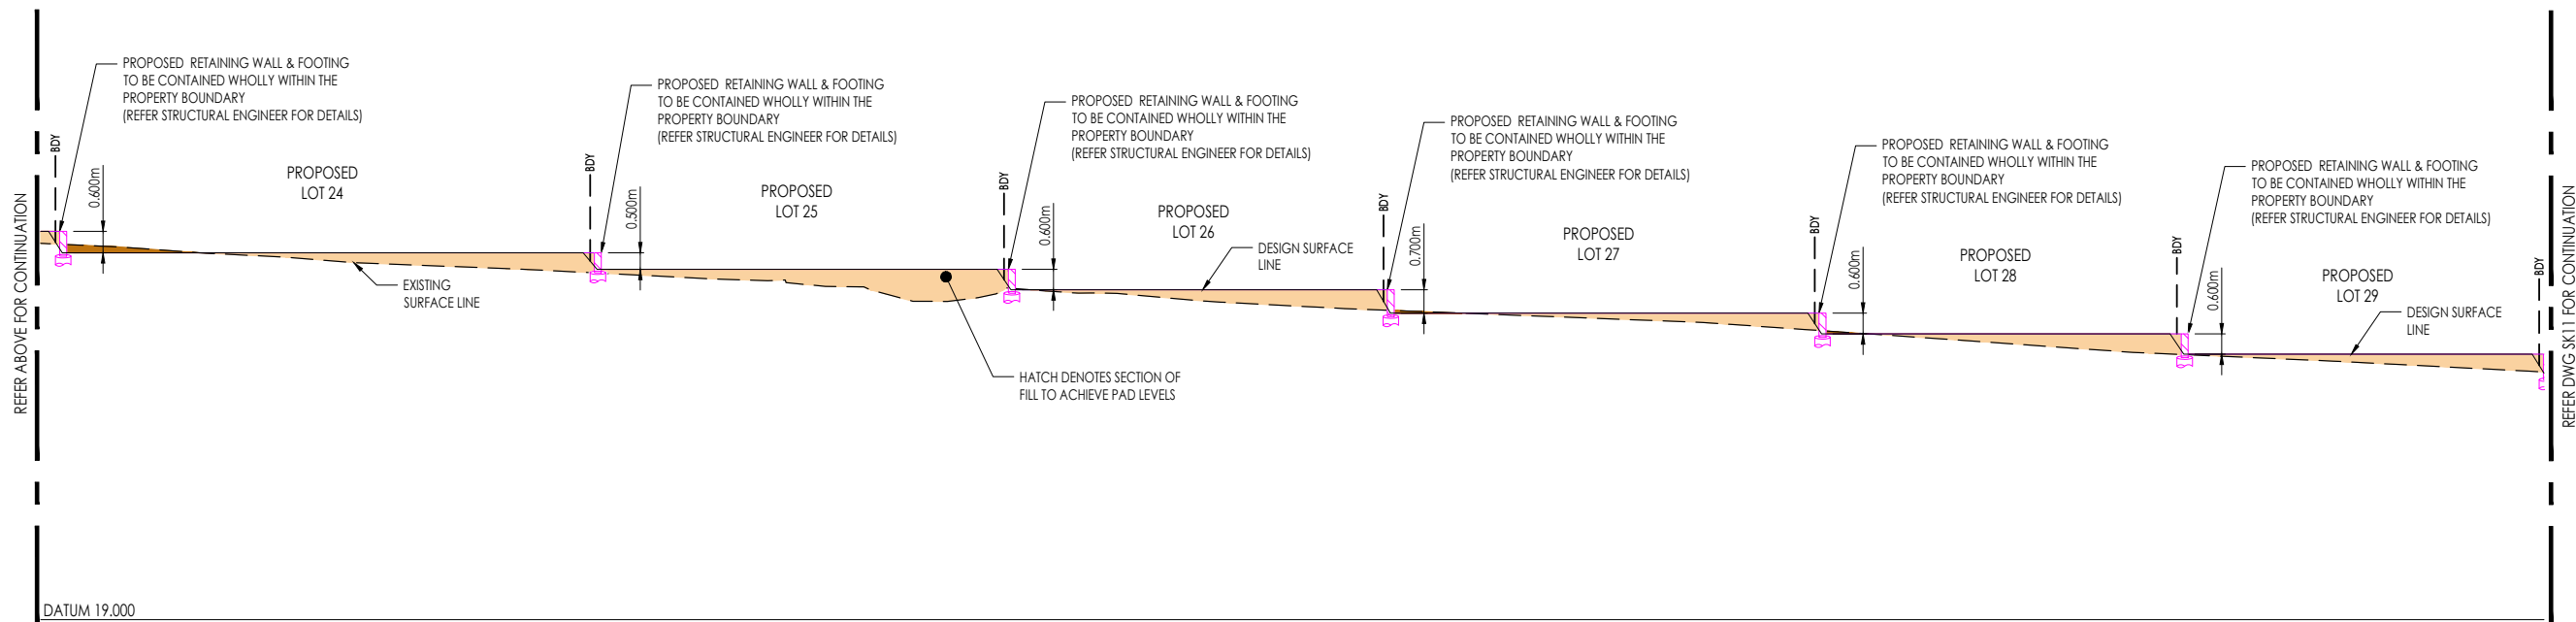 REFER ABOVE FOR CONTINUATION
BDY
0.600m
PROPOSED RETAINING WALL & FOOTING
TO BE CONTAINED WHOLLY WITHIN THE
PROPERTY BOUNDARY
(REFER STRUCTURAL ENGINEER FOR DETAILS)
PROPOSED
LOT 24
EXISTING
SURFACE LINE
BDY
0.500m
PROPOSED RETAINING WALL & FOOTING
TO BE CONTAINED WHOLLY WITHIN THE
PROPERTY BOUNDARY
(REFER STRUCTURAL ENGINEER FOR DETAILS)
PROPOSED
LOT 25
HATCH DENOTES SECTION OF
FILL TO ACHIEVE PAD LEVELS
BDY
0.600m
PROPOSED RETAINING WALL & FOOTING
TO BE CONTAINED WHOLLY WITHIN THE
PROPERTY BOUNDARY
(REFER STRUCTURAL ENGINEER FOR DETAILS)
PROPOSED
LOT 26
DESIGN SURFACE
LINE
BDY
0.700m
PROPOSED RETAINING WALL & FOOTING
TO BE CONTAINED WHOLLY WITHIN THE
PROPERTY BOUNDARY
(REFER STRUCTURAL ENGINEER FOR DETAILS)
PROPOSED
LOT 27
BDY
0.600m
PROPOSED RETAINING WALL & FOOTING
TO BE CONTAINED WHOLLY WITHIN THE
PROPERTY BOUNDARY
(REFER STRUCTURAL ENGINEER FOR DETAILS)
PROPOSED
LOT 28
BDY
0.600m
PROPOSED RETAINING WALL & FOOTING
TO BE CONTAINED WHOLLY WITHIN THE
PROPERTY BOUNDARY
(REFER STRUCTURAL ENGINEER FOR DETAILS)
PROPOSED
LOT 29
DESIGN SURFACE
LINE
BDY
REFER DWG SK11 FOR CONTINUATION
DATUM 19.000